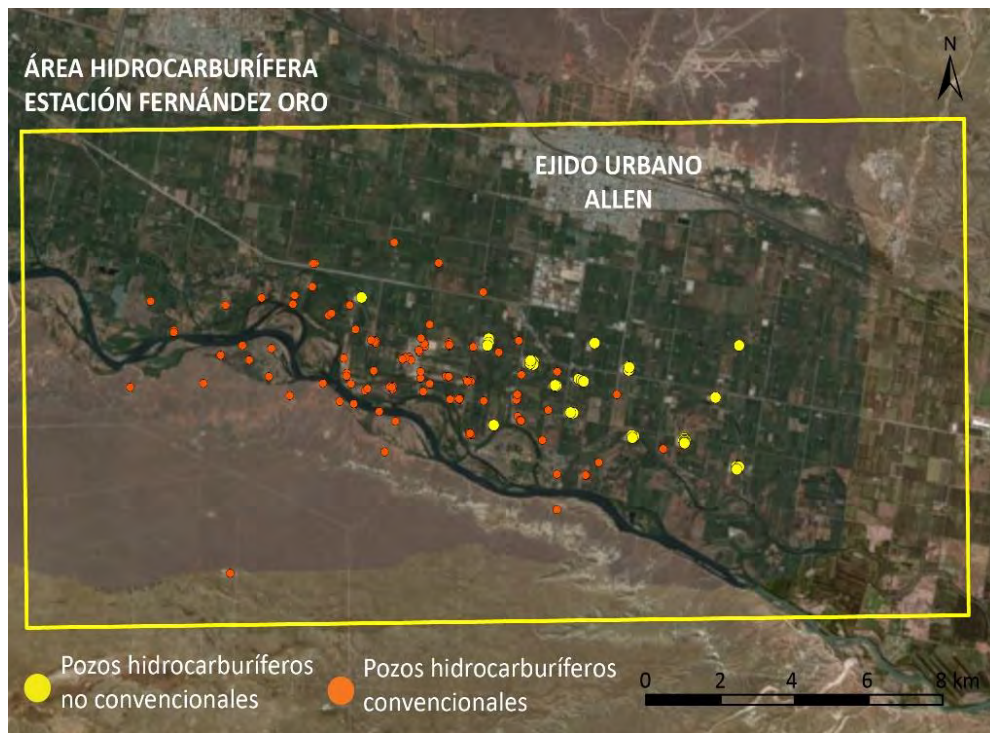 ÁREA HIDROCARBURÍFERA
ESTACIÓN FERNÁNDEZ ORO
N
EJIDO URBANO
ALLEN
Pozos hidrocarburíferos
no convencionales
Pozos hidrocarburíferos
convencionales
0 2 4 6 8 km